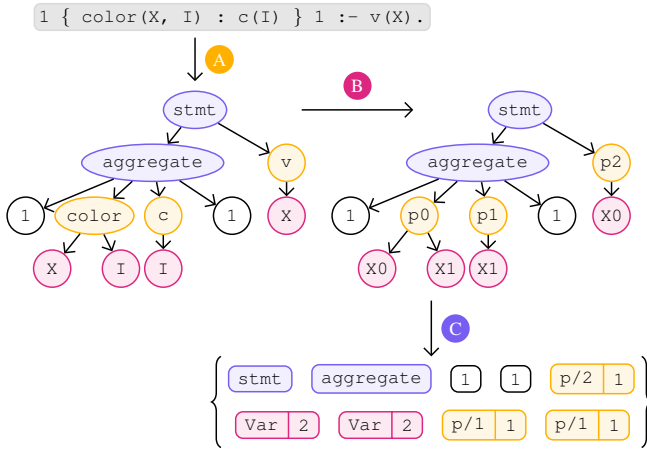 1 { color(X, I) : c(I) } 1 :- v(X).
A
B
stmt
stmt
aggregate
v
aggregate
p2
1
color
c
1
X
1
p0
p1
1
X0
X
I
I
X0
X1
X1
C
stmt
aggregate
1
1
p/2
1
Var
2
Var
2
p/1
1
p/1
1